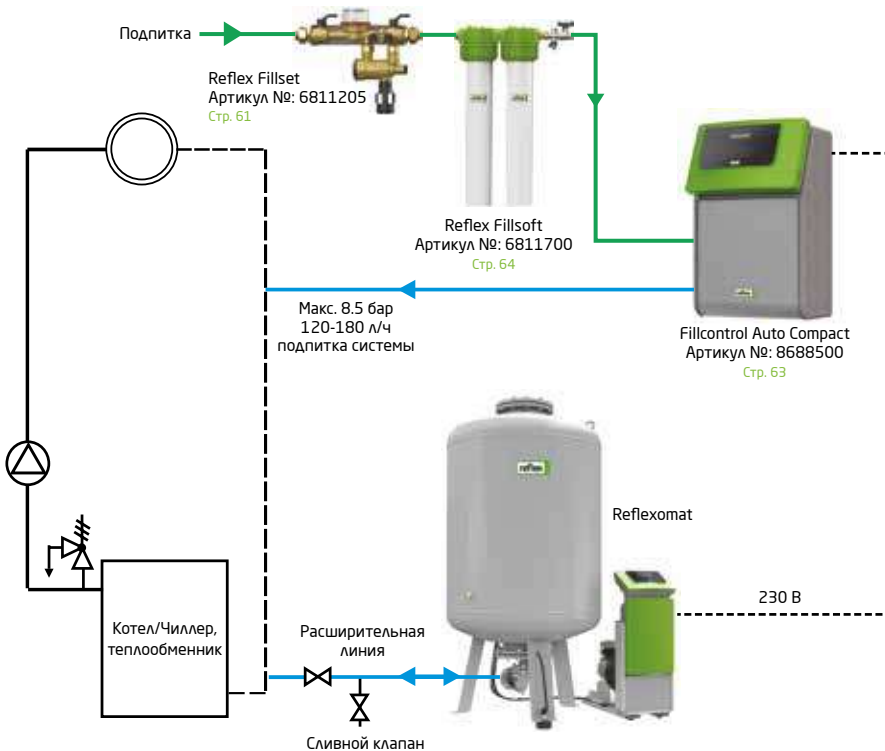 Подпитка
Reflex Fillset
Артикул №: 6811205
Стр. 61
Reflex Fillsoft
Артикул №: 6811700
Стр. 64
Fillcontrol Auto Compact
Артикул №: 8688500
Стр. 63
Макс. 8.5 бар
120-180 л/ч
подпитка системы
reflex
Reflexomat
230 В
Котел/Чиллер,
теплообменник
Расширительная
линия
Сливной клапан